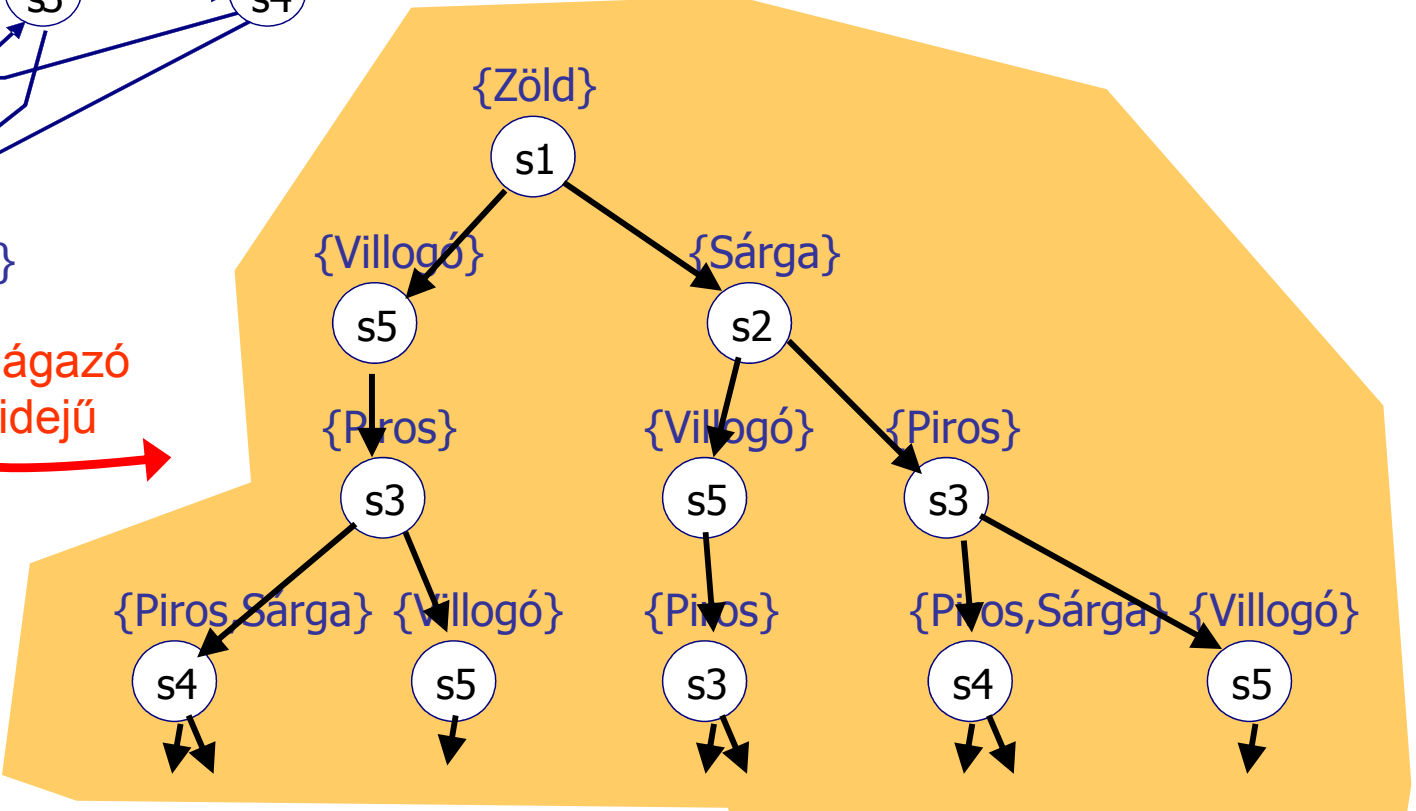 s4
{Zöld}
s1
{Villogó} {Sárga}
}
s5 s2
ágazó
idejű
{Piros} {Villogó} {Piros}
s3 s5 s3
{Piros,Sárga} {Villogó} {Piros} {Piros,Sárga} {Villogó}
s4 s5 s3 s4 s5